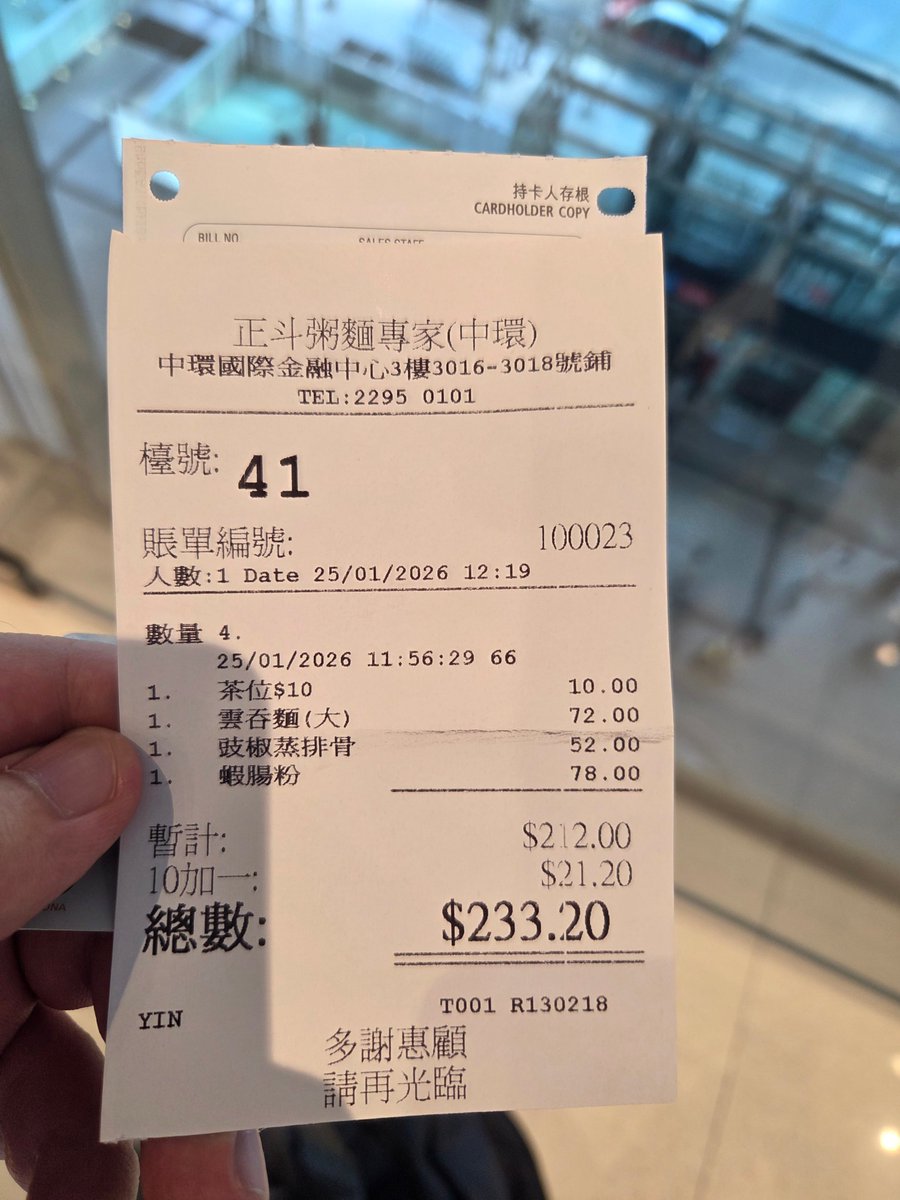 持卡人存根
CARDHOLDER COPY
BILL NO.
SALES STAFF
正斗粥麵專家(中環)
中環國際金融中心3樓3016-3018號鋪
TEL:2295 0101
檯號: 41
賬單編號: 100023
人數:1 Date 25/01/2026 12:19
數量 4.
25/01/2026 11:56:29 66
1. 茶位$10 10.00
1. 雲吞麵(大) 72.00
1. 豉椒蒸排骨 52.00
1. 蝦腸粉 78.00
暫計: $212.00
10加一: $21.20
總數: $233.20
T001 R130218
YIN
多謝惠顧
請再光臨